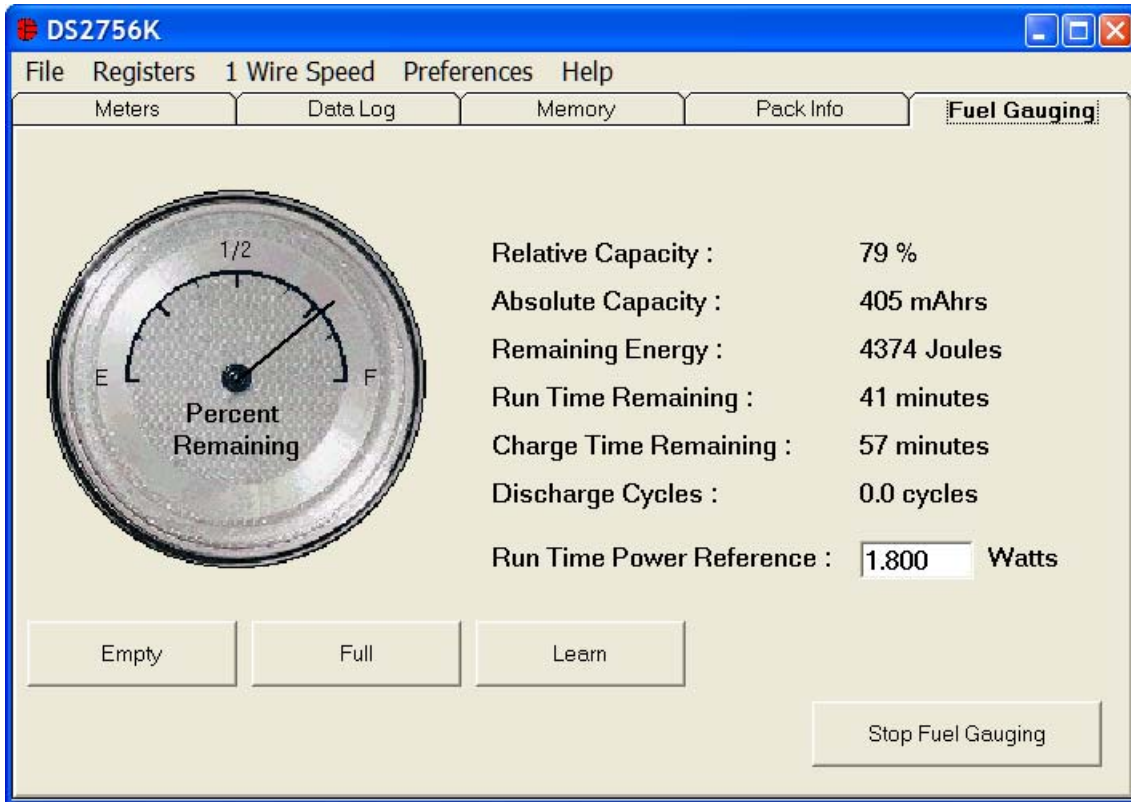 DS2756K
File Registers 1 Wire Speed Preferences Help
Meters Data Log Memory Pack Info Fuel Gauging
1/2
E F
Percent
Remaining
Relative Capacity : 79 %
Absolute Capacity : 405 mAhrs
Remaining Energy : 4374 Joules
Run Time Remaining : 41 minutes
Charge Time Remaining : 57 minutes
Discharge Cycles : 0.0 cycles
Run Time Power Reference : 1.800 Watts
Empty Full Learn
Stop Fuel Gauging